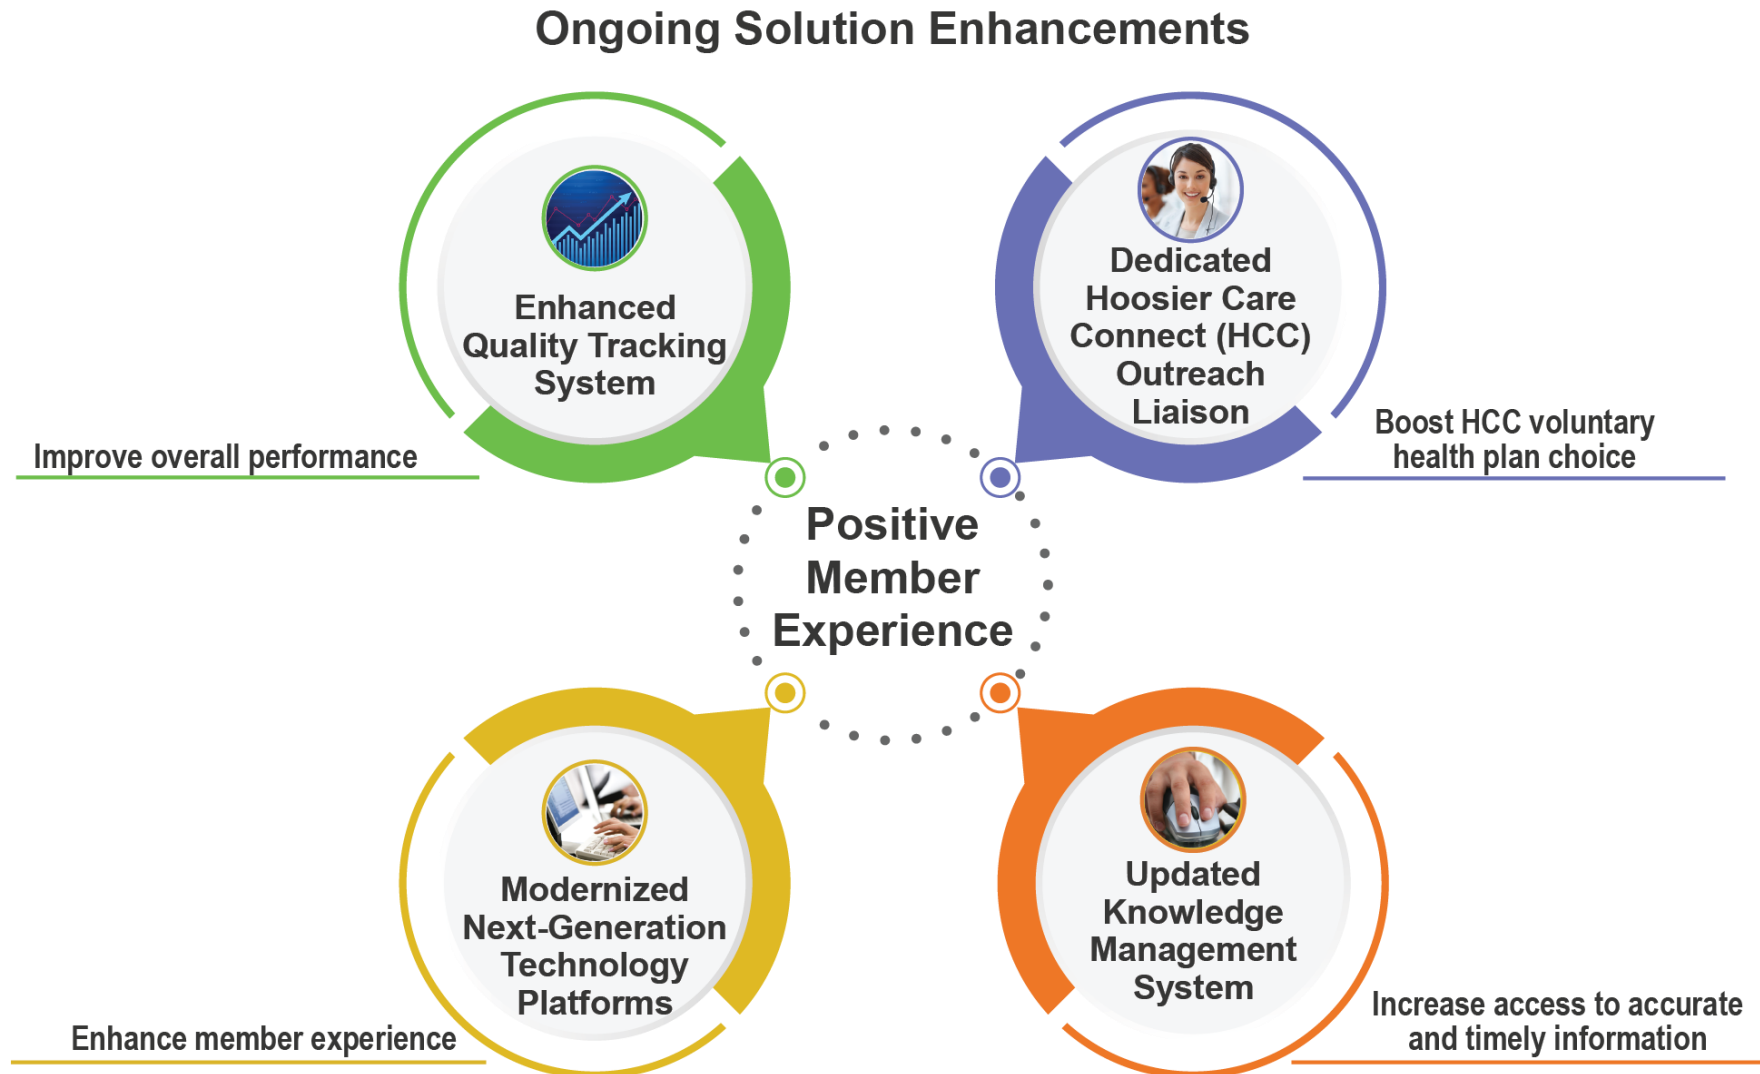 Ongoing Solution Enhancements
Enhanced
Quality Tracking
System
Improve overall performance
Dedicated
Hoosier Care
Connect (HCC)
Outreach
Liaison
Boost HCC voluntary
health plan choice
Positive
Member
Experience
Modernized
Next-Generation
Technology
Platforms
Enhance member experience
Updated
Knowledge
Management
System
Increase access to accurate
and timely information